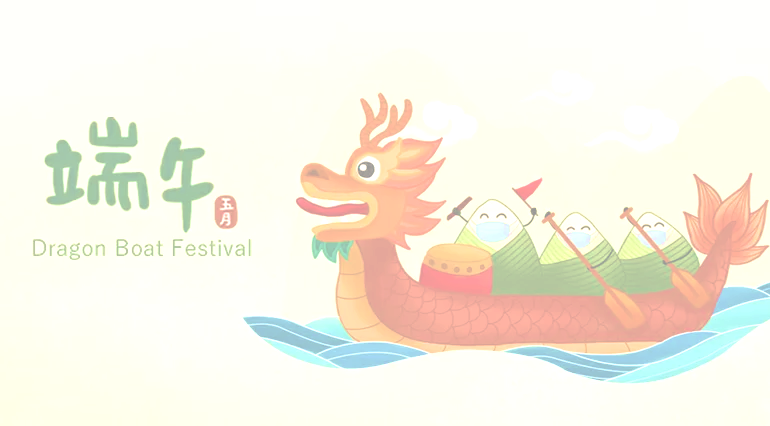 端午
五月
Dragon Boat Festival